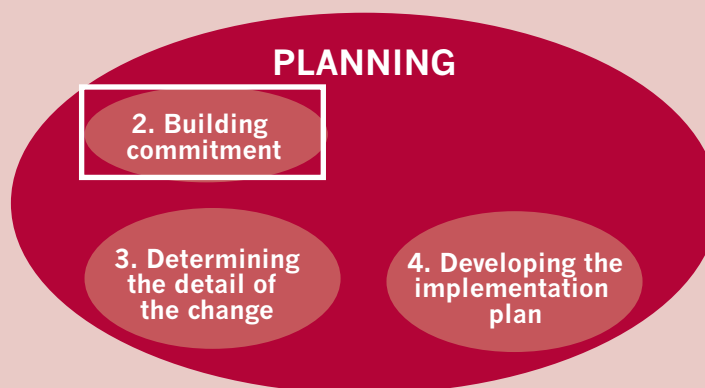 PLANNING
2. Building
commitment
3. Determining
the detail of
the change
4. Developing the
implementation
plan